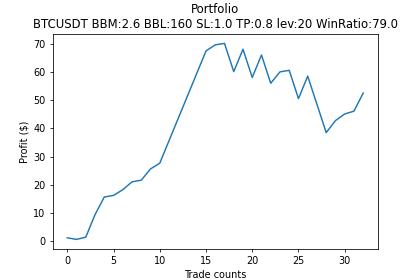 Portfolio
BTCUSDT BBM:2.6 BBL:160 SL:1.0 TP:0.8 lev:20 WinRatio:79.0
70
60
50
40
30
20
10
0
Profit ($)
0 5 10 15 20 25 30
Trade counts